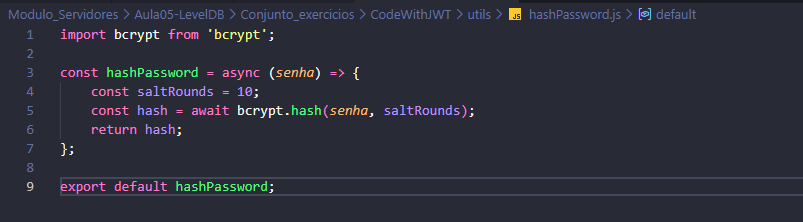 Modulo_Servidores > Aula05-LevelDB > Conjunto_exercicios > CodeWithJWT > utils > JS hashPassword.js > default
1 import bcrypt from 'bcrypt';
2
3 const hashPassword = async (senha) => {
4     const saltRounds = 10;
5     const hash = await bcrypt.hash(senha, saltRounds);
6     return hash;
7 };
8
9 export default hashPassword;